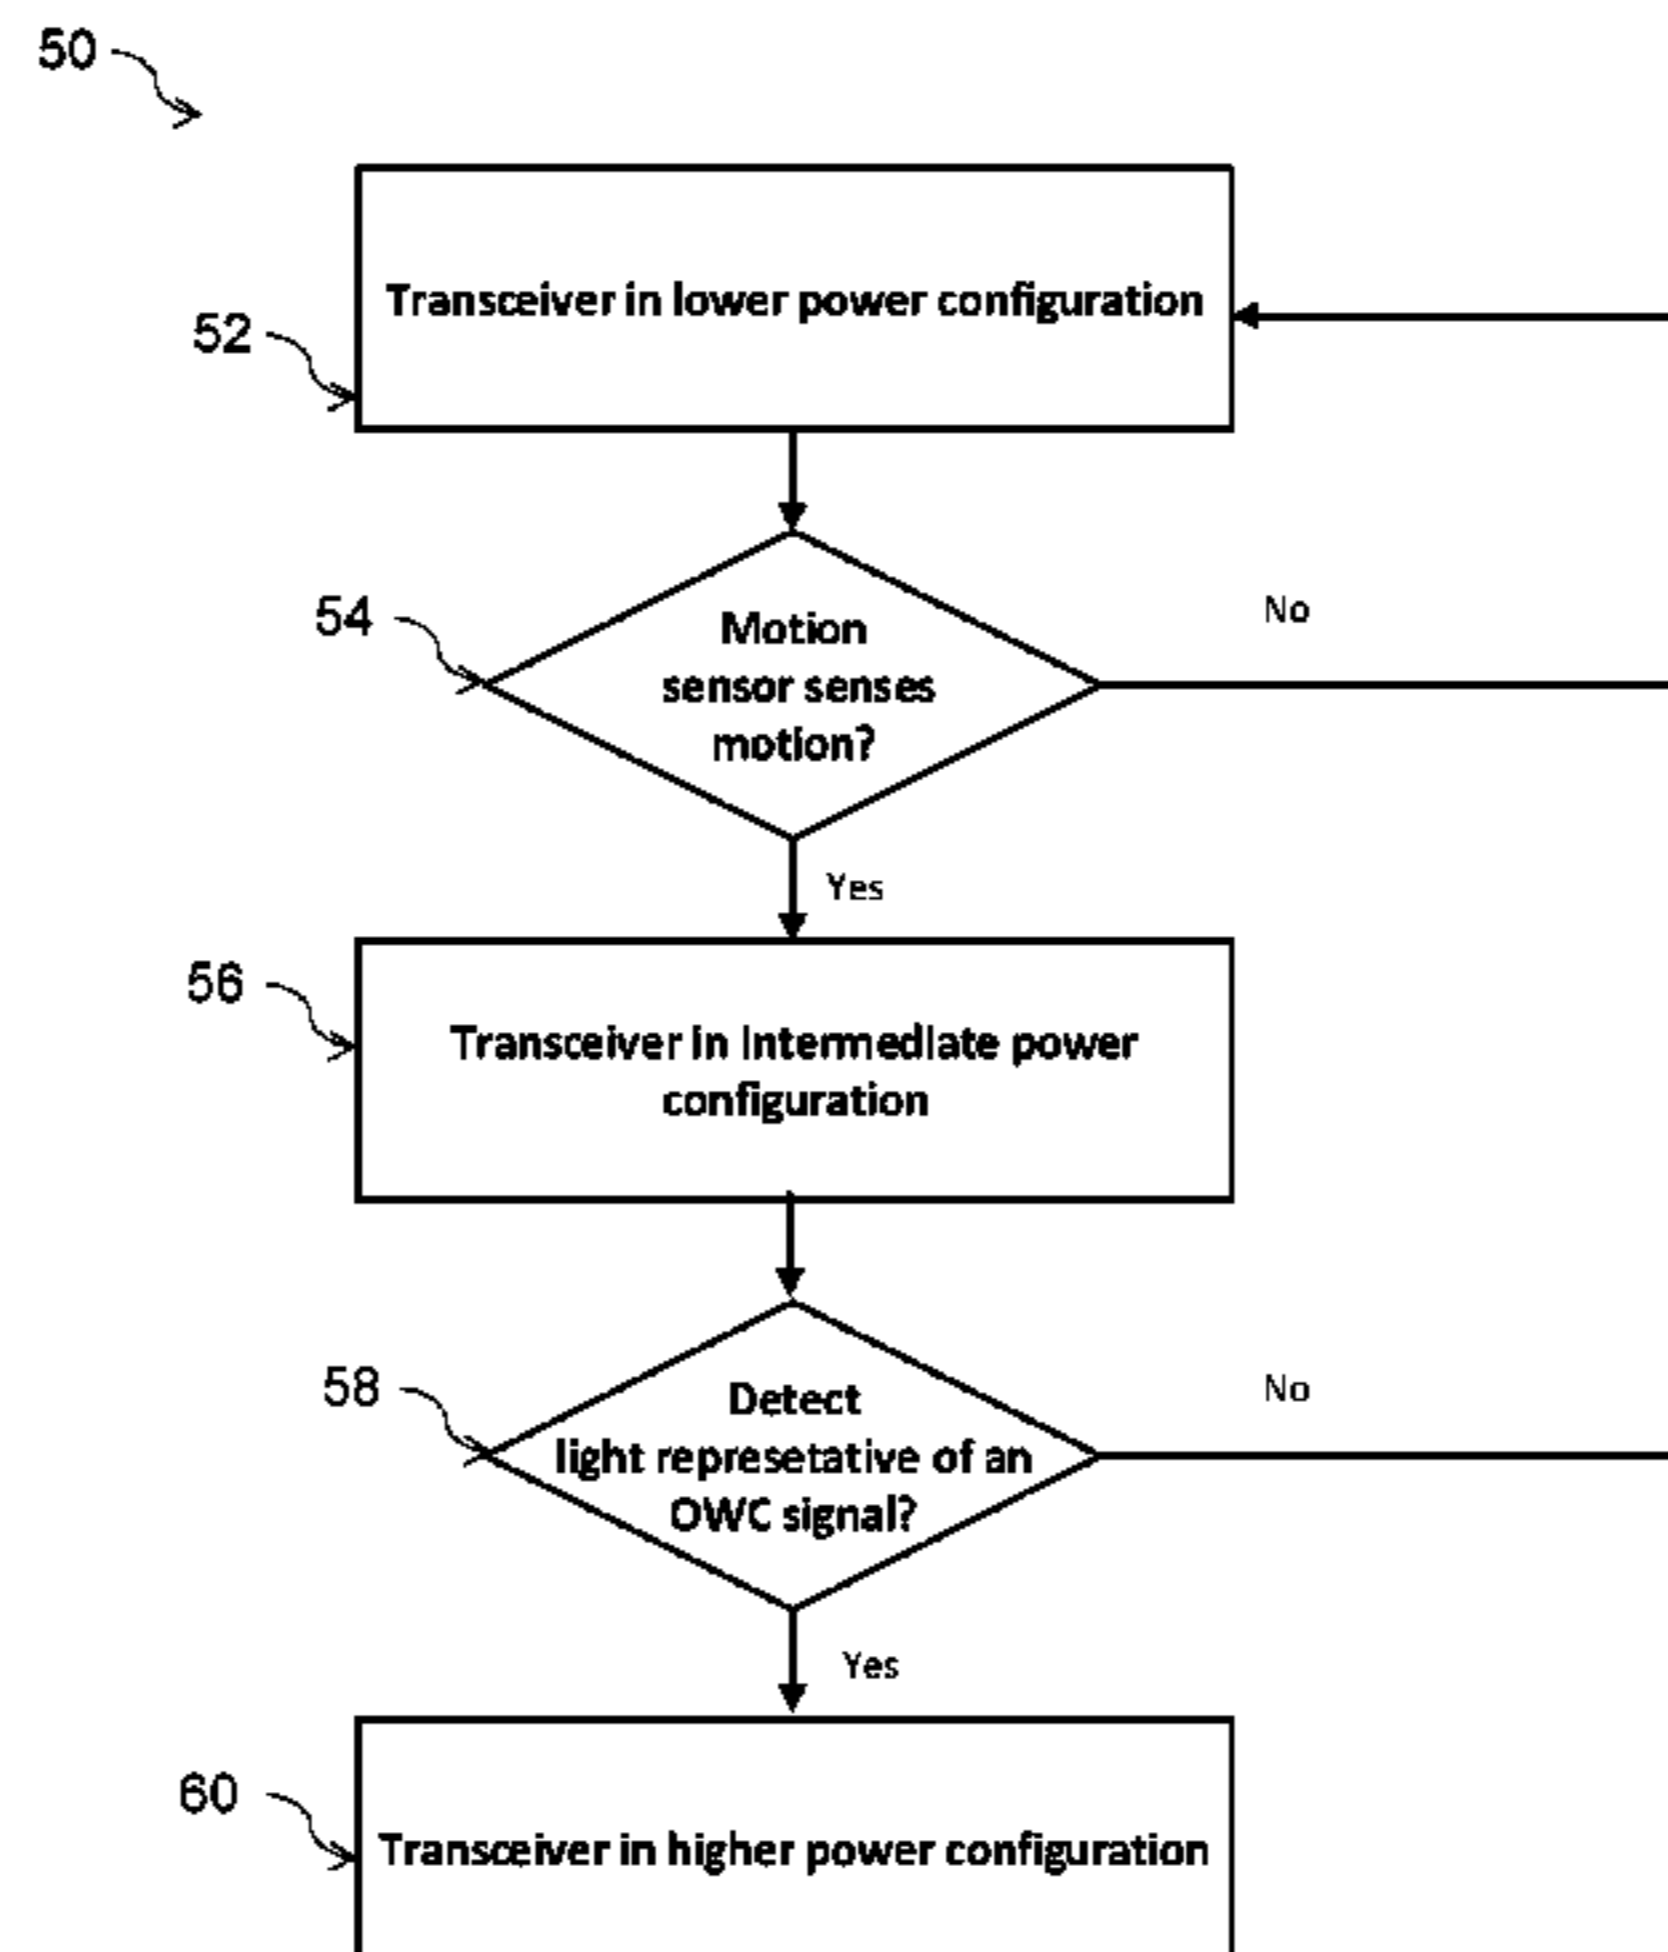 50
Transceiver in lower power configuration
52
54
No
Motion
sensor senses
motion?
Yes
56
Transceiver in Intermediate power
configuration
58
No
Detect
light represetative of an
OWC signal?
Yes
60
Transceiver in higher power configuration